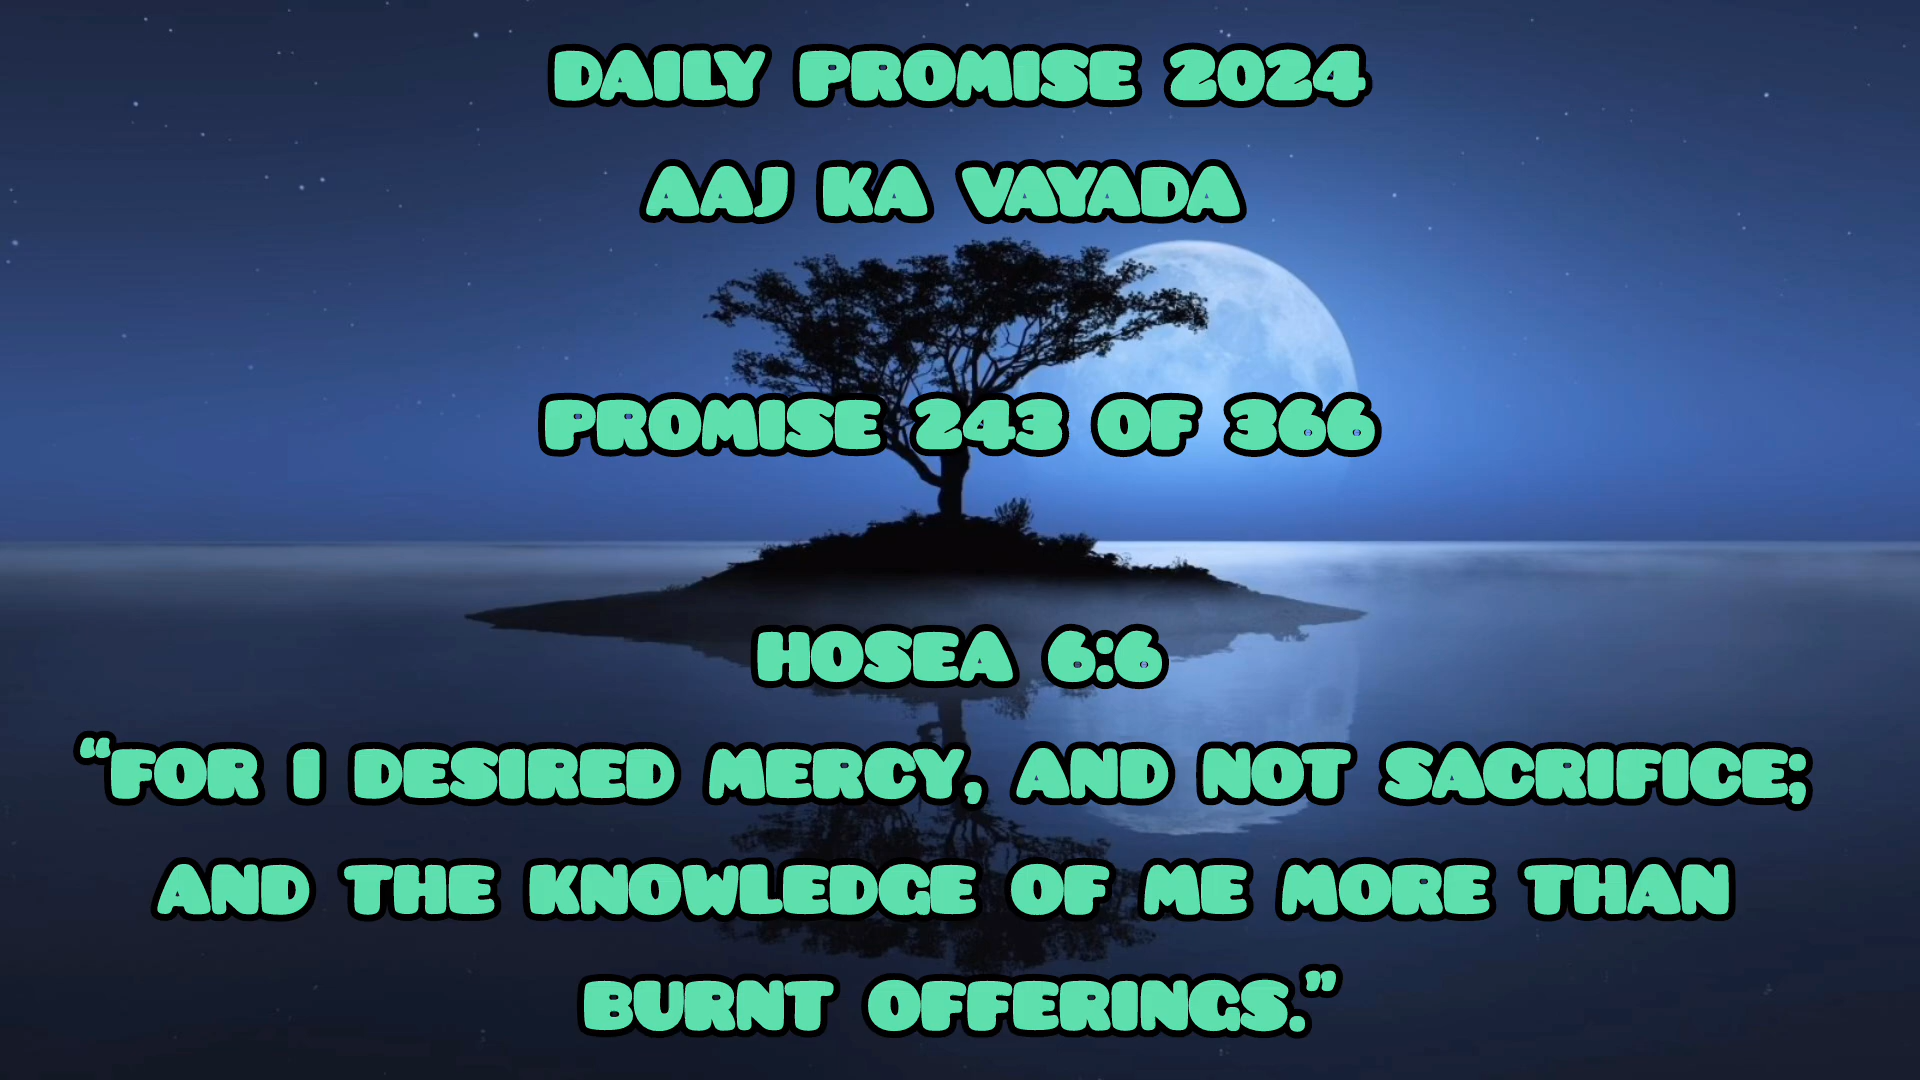 DAILY PROMISE 2024
AAJ KA VAYADA
PROMISE 243 OF 366
HOSEA 6:6
“FOR I DESIRED MERCY, AND NOT SACRIFICE;
AND THE KNOWLEDGE OF ME MORE THAN
BURNT OFFERINGS.”